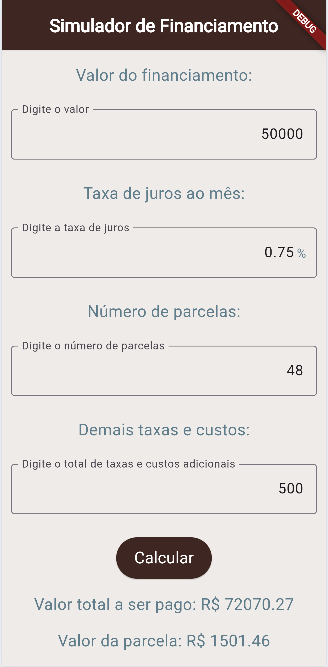 Simulador de Financiamento
DEBUG
Valor do financiamento:
Digite o valor
50000
Taxa de juros ao mês:
Digite a taxa de juros
0.75 %
Número de parcelas:
Digite o número de parcelas
48
Demais taxas e custos:
Digite o total de taxas e custos adicionais
500
Calcular
Valor total a ser pago: R$ 72070.27
Valor da parcela: R$ 1501.46